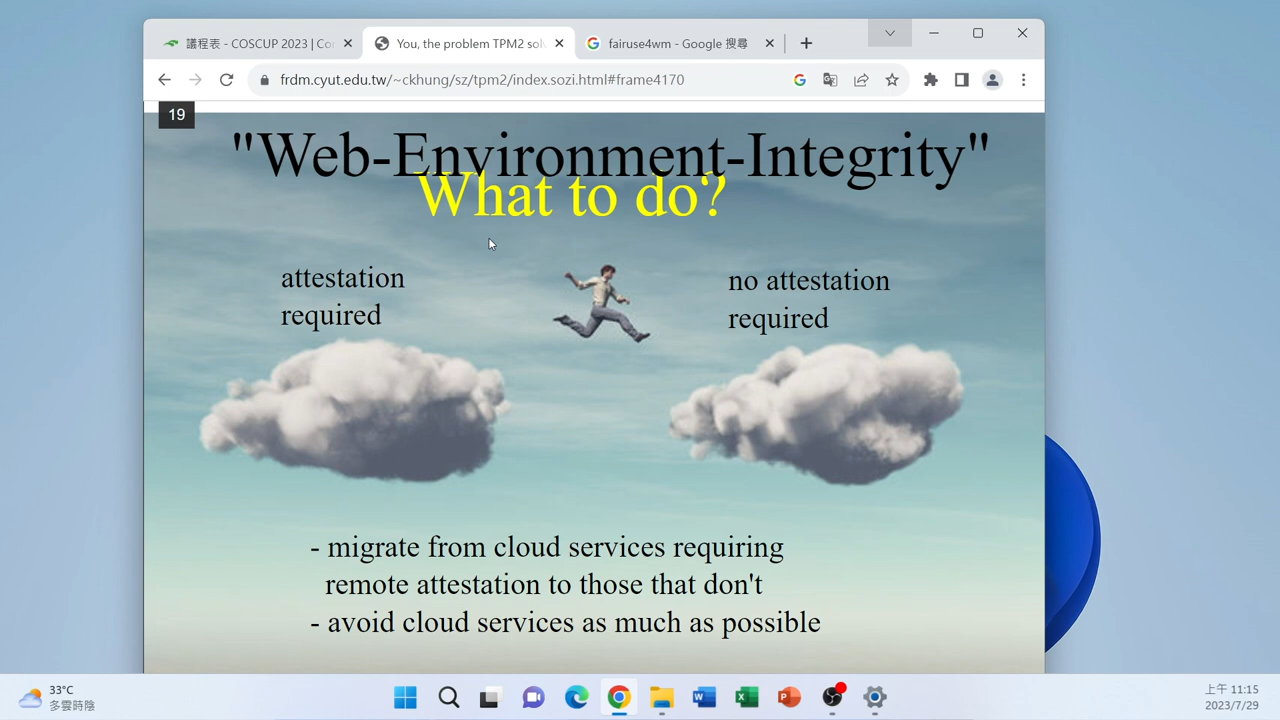 議程表 - COSCUP 2023 | C
You, the problem TPM2 sol
fairuse4wm - Google 搜尋
frdm.cyut.edu.tw/~ckhung/sz/tpm2/index.sozi.html#frame4170
19
"Web-Environment-Integrity"
What to do?
attestation
required
no attestation
required
- migrate from cloud services requiring
remote attestation to those that don't
- avoid cloud services as much as possible
33°C
多雲時陰
上午 11:15
2023/7/29